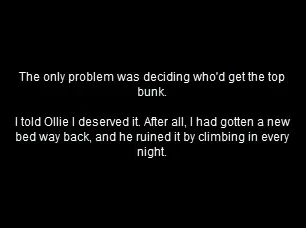 The only problem was deciding who'd get the top
bunk.
I told Ollie I deserved it. After all, I had gotten a new
bed way back, and he ruined it by climbing in every
night.